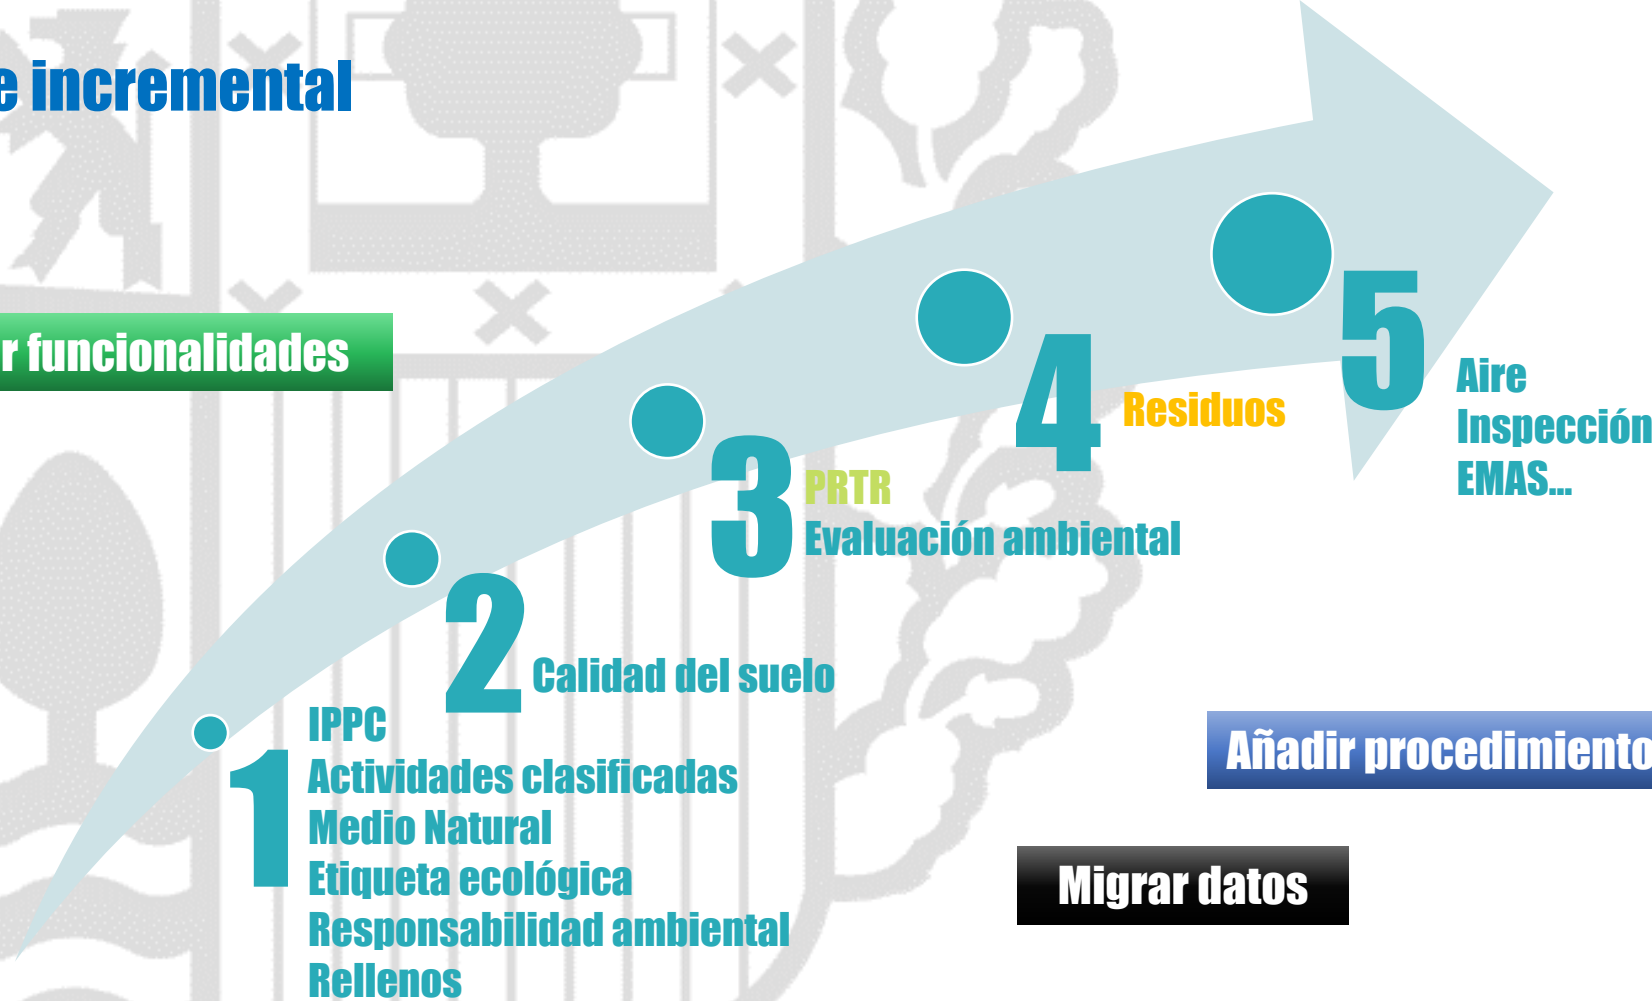 e incremental
r funcionalidades
1
IPPC
Actividades clasificadas
Medio Natural
Etiqueta ecológica
Responsabilidad ambiental
Rellenos
2
Calidad del suelo
3
PRTR
Evaluación ambiental
4
Residuos
5
Aire
Inspección
EMAS...
Añadir procedimiento
Migrar datos